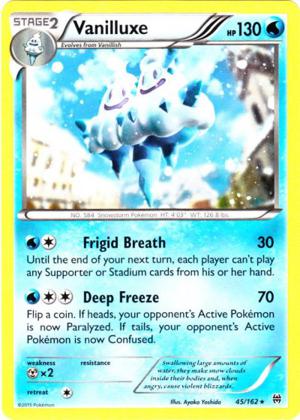 STAGE2
Vanilluxe
HP130
Evolves from Vanillish
NO. 584 Snowstorm Pokémon HT: 4'03" WT: 126.8 lbs.
Frigid Breath 30
Until the end of your next turn, each player can't play
any Supporter or Stadium cards from his or her hand.
Deep Freeze 70
Flip a coin. If heads, your opponent's Active Pokémon
is now Paralyzed. If tails, your opponent's Active
Pokémon is now Confused.
weakness
resistance
×2
retreat
Swallowing large amounts of
water, they make snow clouds
inside their bodies and, when
angry, cause violent blizzards.
©2015 Pokémon
Illus. Ayaka Yoshida
45/162